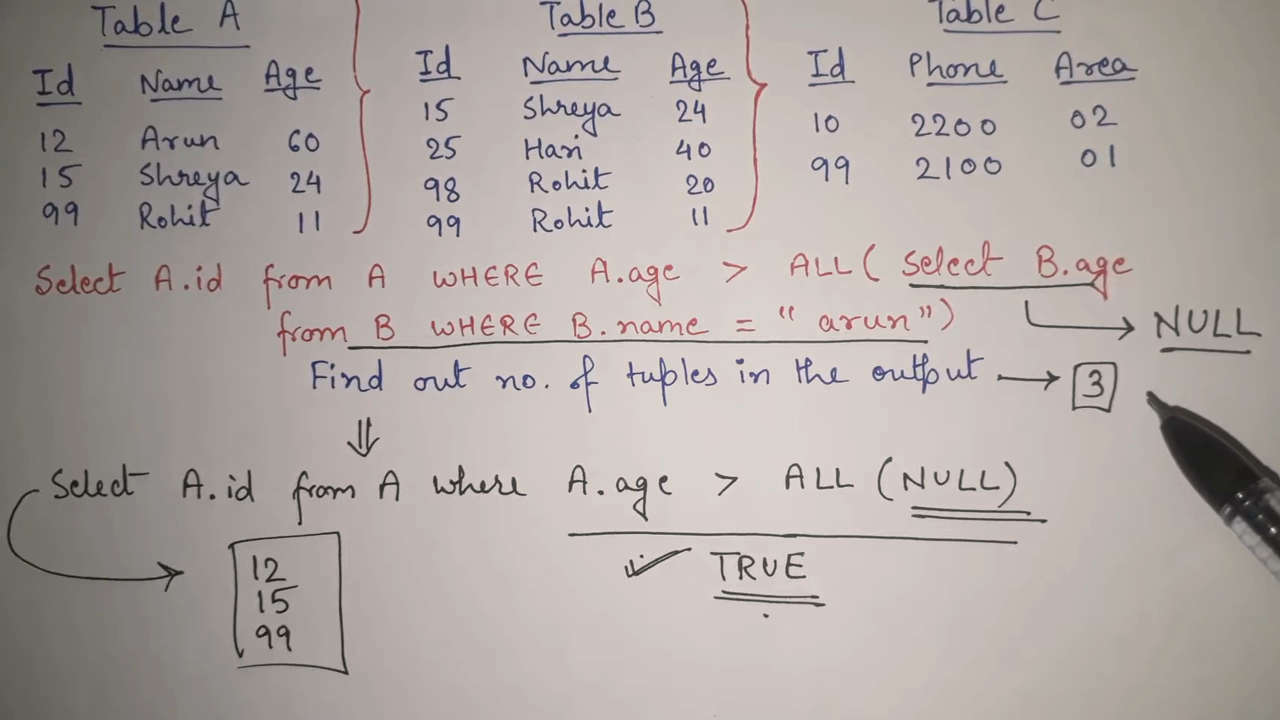 Table A Table B Table C
Id Name Age Id Name Age Id Phone Area
12 Arun 60 15 Shreya 24 10 2200 02
15 Shreya 24 25 Hari 40 99 2100 01
99 Rohit 11 98 Rohit 20
99 Rohit 11
Select A.id from A WHERE A.age > ALL( Select B.age
from B WHERE B.name = "arun")
NULL
Find out no. of tuples in the output → 3
⇓
Select A.id from A where A.age > ALL (NULL)
✓ TRUE
12
15
99